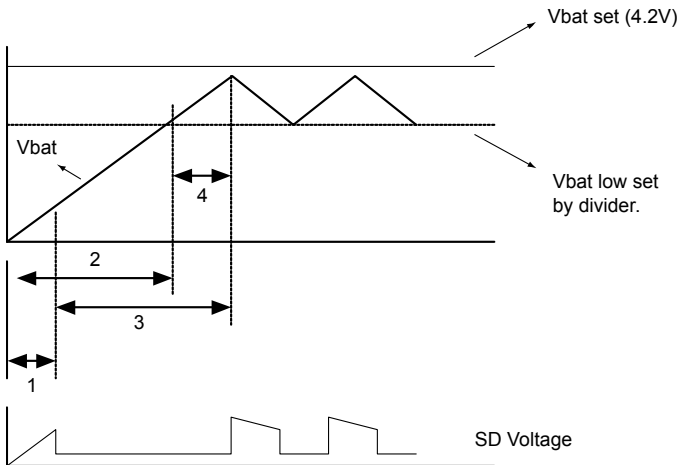 Vbat set (4.2V)
Vbat
4
Vbat low set
by divider.
2
3
1
SD Voltage